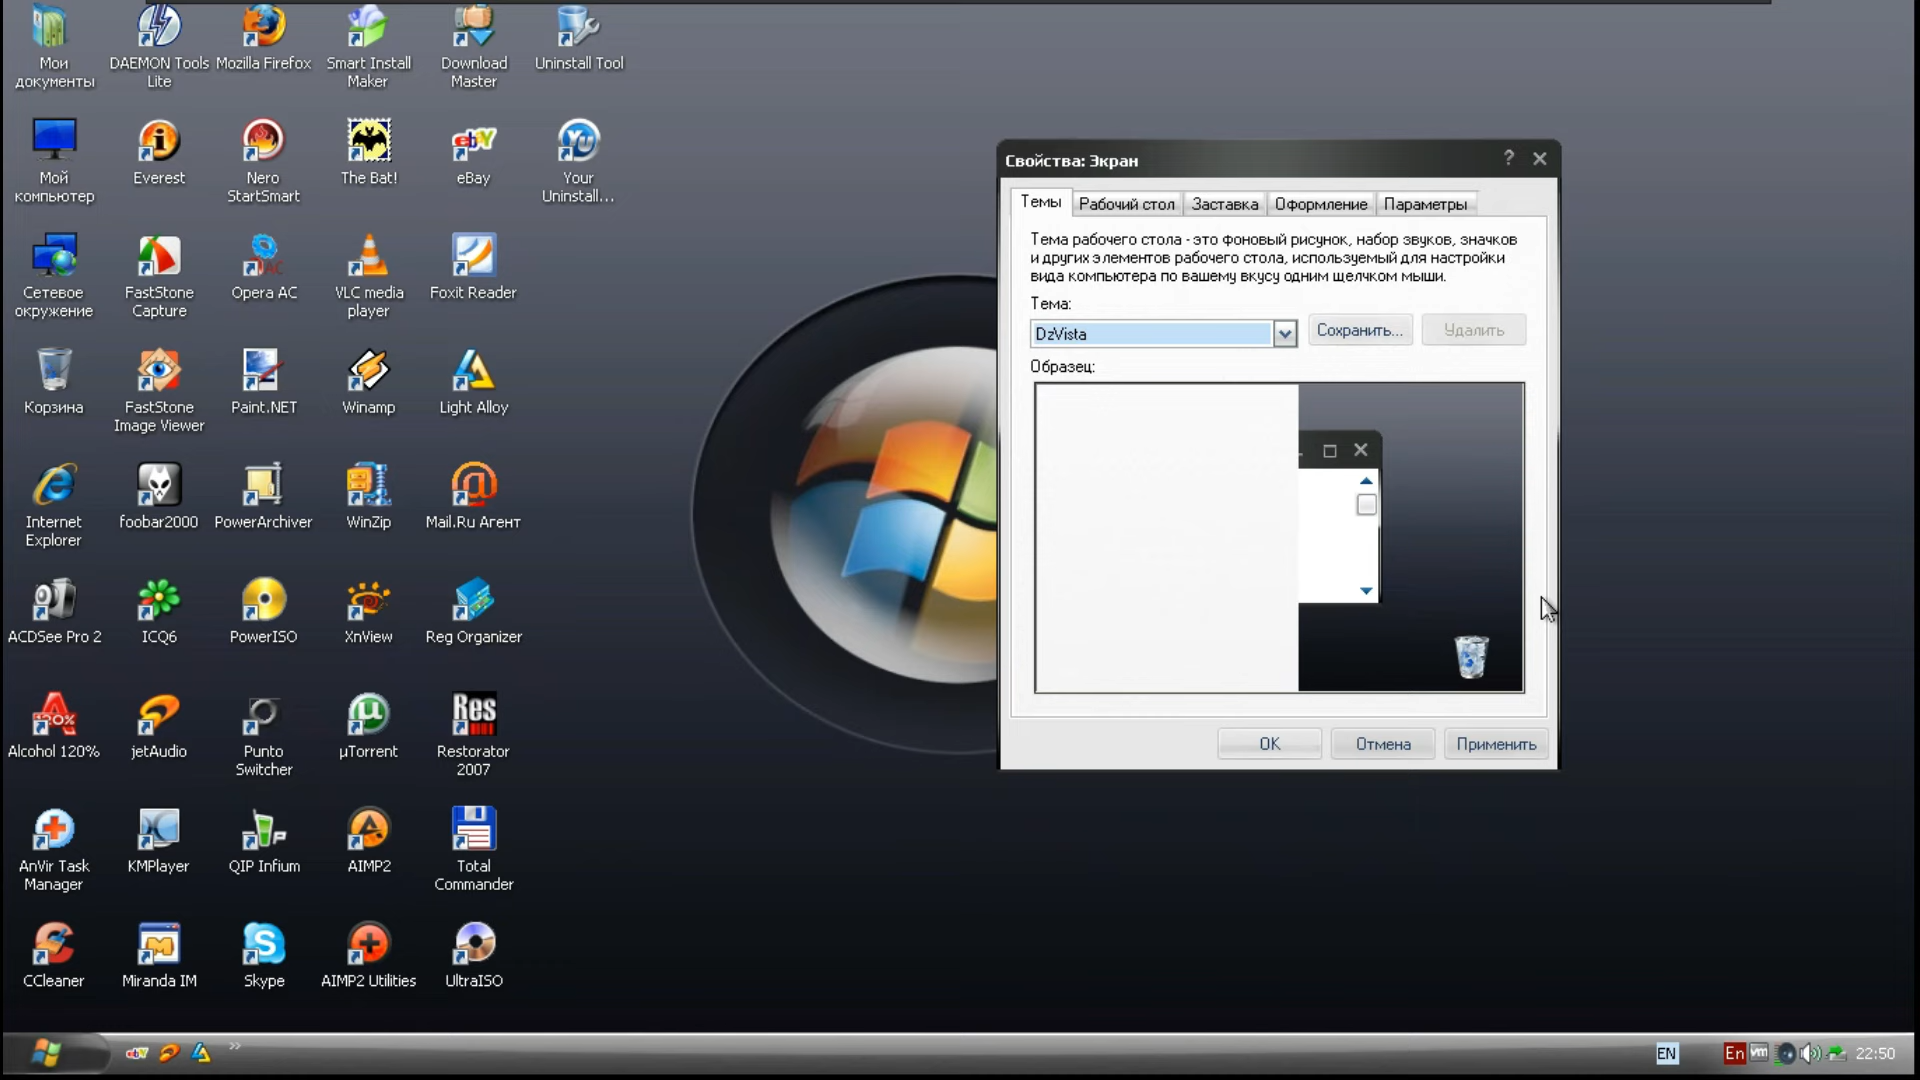 Мои документы
DAEMON Tools Lite
Mozilla Firefox
Smart Install Maker
Download Master
Uninstall Tool
Мой компьютер
Everest
Nero StartSmart
The Bat!
eBay
Your Uninstall...
Сетевое окружение
FastStone Capture
Opera AC
VLC media player
Foxit Reader
Корзина
FastStone Image Viewer
Paint.NET
Winamp
Light Alloy
Internet Explorer
foobar2000
PowerArchiver
WinZip
Mail.Ru Агент
ACDSee Pro 2
ICQ6
PowerISO
XnView
Reg Organizer
Alcohol 120%
jetAudio
Punto Switcher
µTorrent
Restorator 2007
AnVir Task Manager
KMPlayer
QIP Infium
AIMP2
Total Commander
CCleaner
Miranda IM
Skype
AIMP2 Utilities
UltraISO
Свойства: Экран
Темы Рабочий стол Заставка Оформление Параметры
Тема рабочего стола - это фоновый рисунок, набор звуков, значков
и других элементов рабочего стола, используемый для настройки
вида компьютера по вашему вкусу одним щелчком мыши.
Тема:
DzVista
Сохранить... Удалить
Образец:
OK Отмена Применить
EN En 22:50